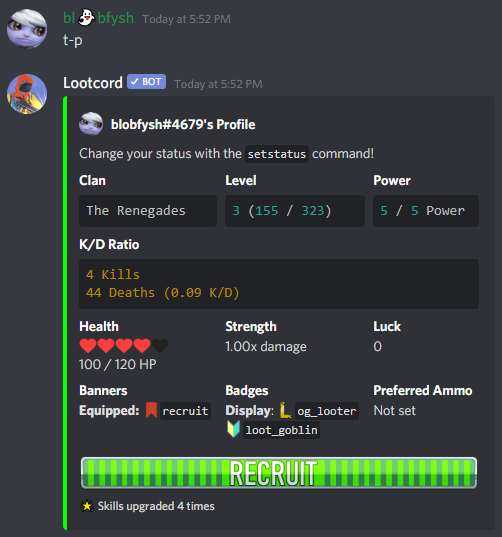 bl👻bfysh Today at 5:52 PM
t-p
Lootcord ✓ BOT Today at 5:52 PM
blobfysh#4679's Profile
Change your status with the setstatus command!
Clan Level Power
The Renegades 3 (155 / 323) 5 / 5 Power
K/D Ratio
4 Kills
44 Deaths (0.09 K/D)
Health Strength Luck
1.00x damage 0
100 / 120 HP
Banners Badges Preferred Ammo
Equipped: recruit Display: og_looter Not set
loot_goblin
RECRUIT
Skills upgraded 4 times